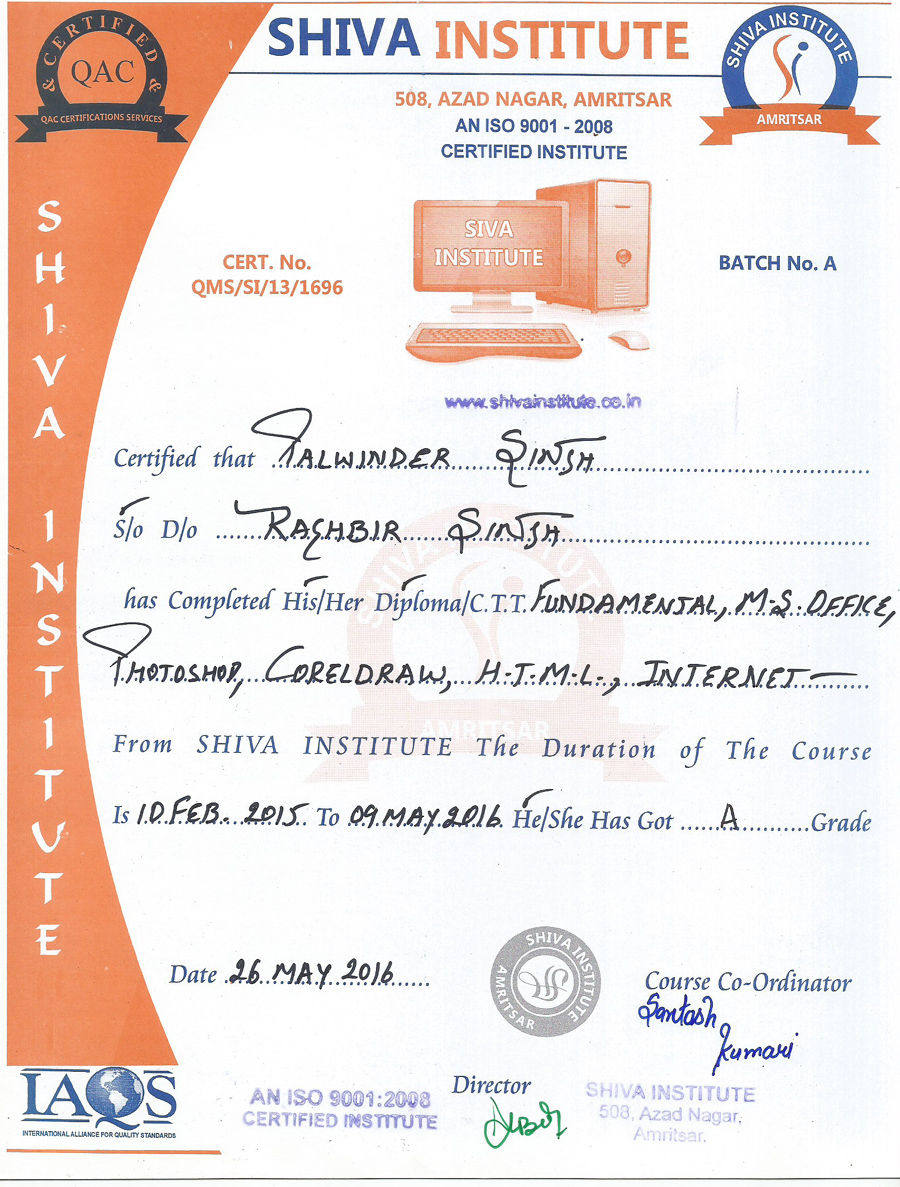 SHIVA INSTITUTE
& CERTIFIED &
QAC
QAC CERTIFICATIONS SERVICES
SHIVA INSTITUTE
AMRITSAR
508, AZAD NAGAR, AMRITSAR
AN ISO 9001 - 2008
CERTIFIED INSTITUTE
SHIVA INSTITUTE
SIVA
INSTITUTE
CERT. No.
QMS/SI/13/1696
BATCH No. A
www.shivainstitute.co.in
Certified that PALWINDER SINGH
S/o D/o RAGHBIR SINGH
has Completed His/Her Diploma/C.T.T. FUNDAMENTAL, M.S. OFFICE,
PHOTOSHOP, CORELDRAW, H.T.M.L., INTERNET
SHIVA INSTITUTE
AMRITSAR
From SHIVA INSTITUTE The Duration of The Course
Is 10 FEB. 2015 To 09 MAY 2016 He/She Has Got A Grade
Date 26 MAY 2016
SHIVA INSTITUTE
AMRITSAR
Course Co-Ordinator
Santash
Kumari
IAQS
INTERNATIONAL ALLIANCE FOR QUALITY STANDARDS
AN ISO 9001:2008
CERTIFIED INSTITUTE
Director
SHIVA INSTITUTE
508, Azad Nagar,
Amritsar.